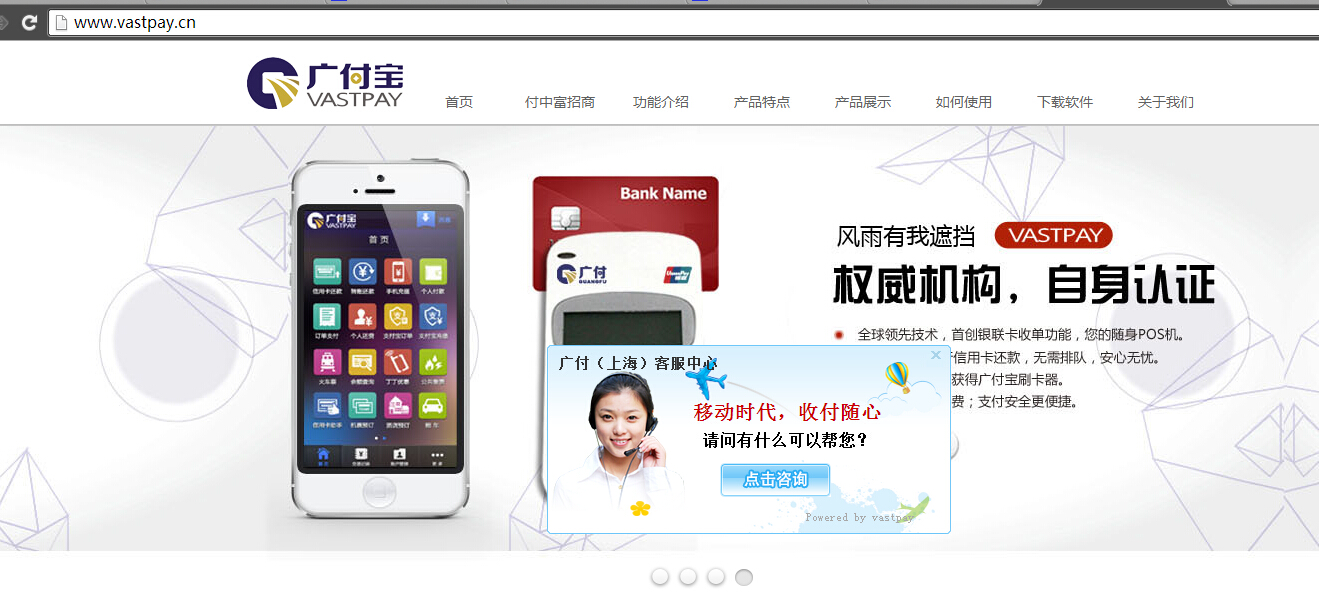 www.vastpay.cn
广付宝
VASTPAY
首页
付中富招商
功能介绍
产品特点
产品展示
如何使用
下载软件
关于我们
广付宝
VASTPAY
首 页
信用卡还款
转账还款
手机充值
个人付款
订单支付
个人还费
支付宝订单
支付宝充值
火车票
余额查询
丁丁优惠
公共缴费
信用卡助手
机票预订
酒店预订
租 车
首 页
Bank Name
广付
GUANGFU
UnionPay
银联
风雨有我遮挡
VASTPAY
权威机构，自身认证
全球领先技术，首创银联卡收单功能，您的随身POS机。
信用卡还款，无需排队，安心无忧。
获得广付宝刷卡器。
费；支付安全更便捷。
广付（上海）客服中心
移动时代，收付随心
请问有什么可以帮您？
点击咨询
Powered by vastpay